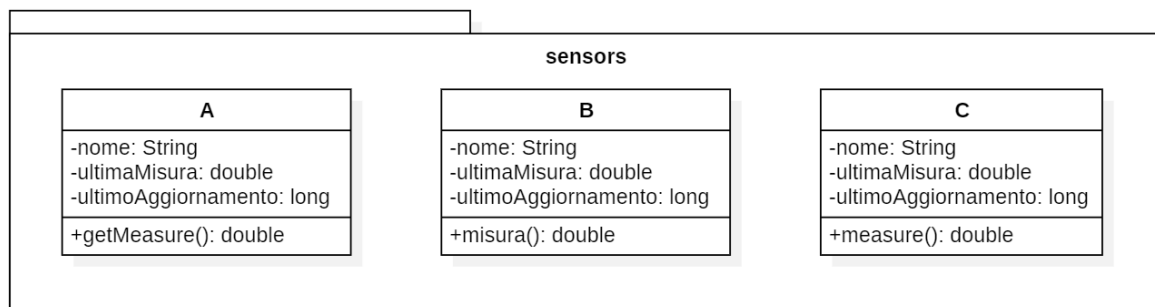 sensors
A
-nome: String
-ultimaMisura: double
-ultimoAggiornamento: long
+getMeasure(): double
B
-nome: String
-ultimaMisura: double
-ultimoAggiornamento: long
+misura(): double
C
-nome: String
-ultimaMisura: double
-ultimoAggiornamento: long
+measure(): double